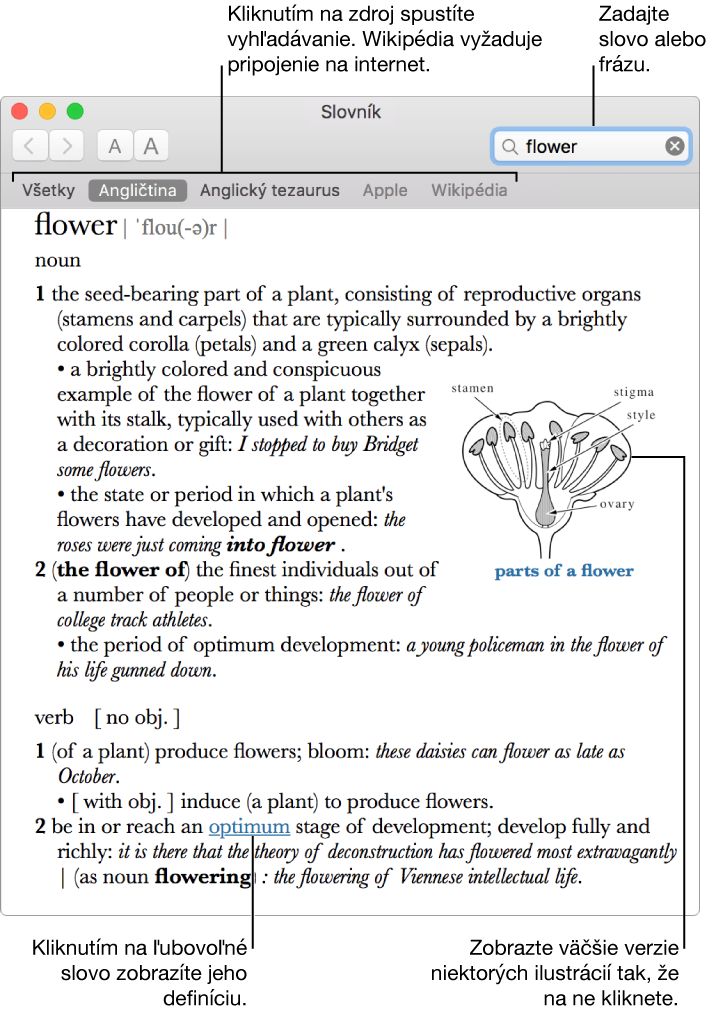 Kliknutím na zdroj spustíte
vyhľadávanie. Wikipédia vyžaduje
pripojenie na internet.
Zadajte
slovo alebo
frázu.
Slovník
A A
flower
Všetky Angličtina Anglický tezaurus Apple Wikipédia
flower | ˈflou(-ə)r |
noun
1 the seed-bearing part of a plant, consisting of reproductive organs
(stamens and carpels) that are typically surrounded by a brightly
colored corolla (petals) and a green calyx (sepals).
• a brightly colored and conspicuous
example of the flower of a plant together
with its stalk, typically used with others as
a decoration or gift: I stopped to buy Bridget
some flowers.
• the state or period in which a plant's
flowers have developed and opened: the
roses were just coming into flower .
stamen
stigma
style
ovary
parts of a flower
2 (the flower of) the finest individuals out of
a number of people or things: the flower of
college track athletes.
• the period of optimum development: a young policeman in the flower of
his life gunned down.
verb [ no obj. ]
1 (of a plant) produce flowers; bloom: these daisies can flower as late as
October.
• [ with obj. ] induce (a plant) to produce flowers.
2 be in or reach an optimum stage of development; develop fully and
richly: it is there that the theory of deconstruction has flowered most extravagantly
| (as noun flowering) : the flowering of Viennese intellectual life.
Kliknutím na ľubovoľné
slovo zobrazíte jeho
definíciu.
Zobrazte väčšie verzie
niektorých ilustrácií tak, že
na ne kliknete.